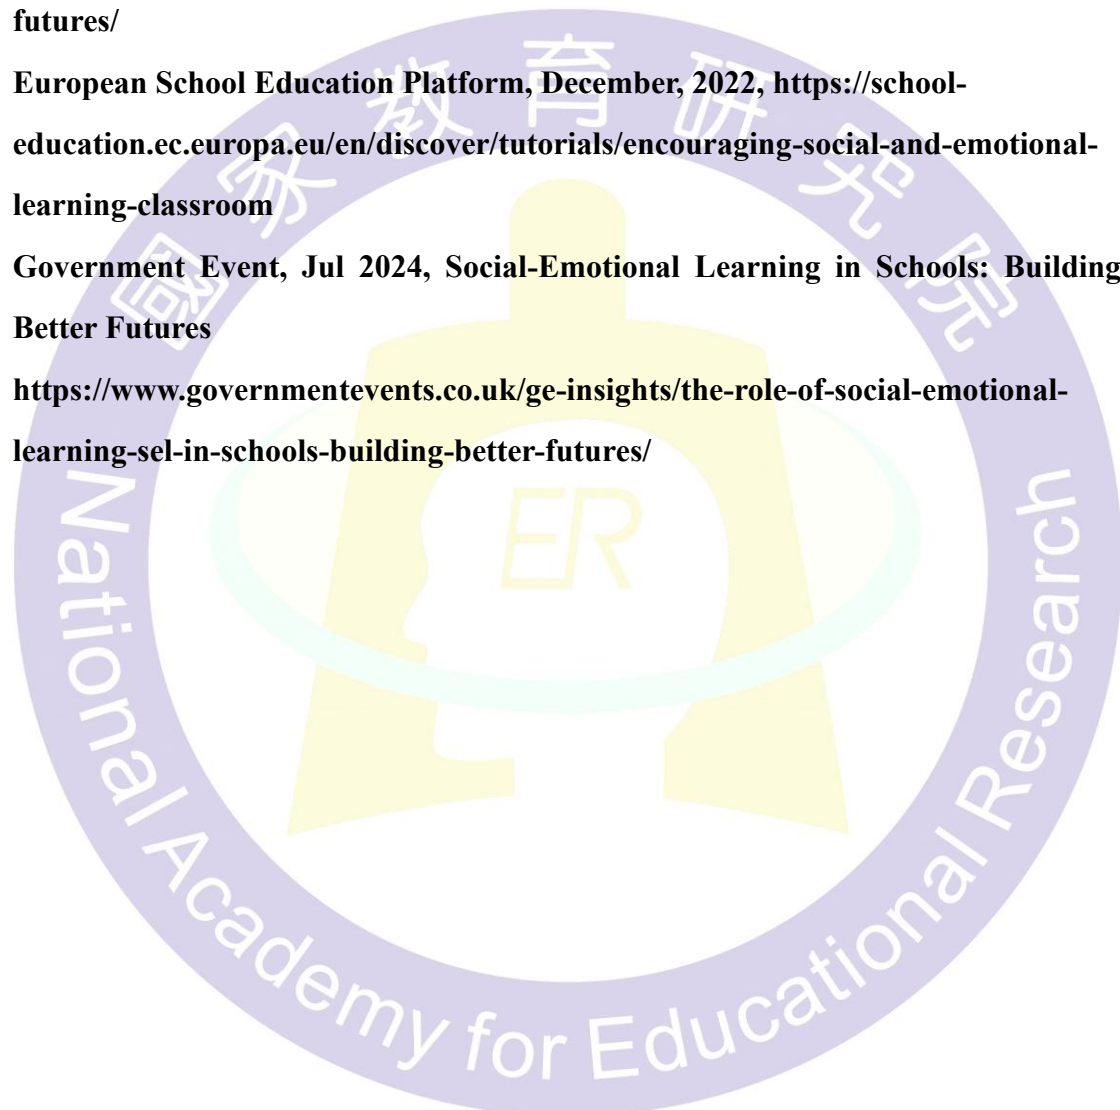 futures/
European School Education Platform, December, 2022, https://school-
education.ec.europa.eu/en/discover/tutorials/encouraging-social-and-emotional-
learning-classroom
Government Event, Jul 2024, Social-Emotional Learning in Schools: Building
Better Futures
https://www.governmentevents.co.uk/ge-insights/the-role-of-social-emotional-
learning-sel-in-schools-building-better-futures/
國家教育研究院
ER
National Academy for Educational Research